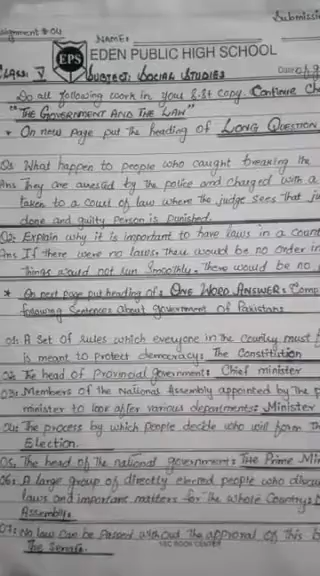 Assignment # 04
NAME:
Submissi
EPS
EDEN PUBLIC HIGH SCHOOL
CLASS: V
SUBJECT: SOCIAL STUDIES
Do all following work in your S.St copy. Continue Ch
"THE GOVERNMENT AND THE LAW"
* On new page put the heading of LONG QUESTION
Q1 What happen to people who caught breaking the
Ans They are arrested by the police and charged with a
taken to a court of law where the judge sees that ju
done and guilty Person is punished.
Q2: Explain why it is important to have laws in a Count
Ans If there were no laws. There would be no order in
things would not run Smoothly. There would be no
* On next page put heading of: ONE WORD ANSWER: Comp
following Sentences about government of Pakistan:
Q1: A set of rules which everyone in the Country must f
is meant to protect democracy: The Constitution
Q2: The head of Provincial government: Chief minister
Q3: Members of the National Assembly appointed by the P
minister to look after various departments: Minister
Q4: The process by which people decide who will form Th
Election.
Q5. The head of the national government: The Prime Min
Q6: A large group of directly elected people who discu
laws and important matters for the whole Country:
Assembly.
Q7: No law can be passed without the approval of this b
The Senate.